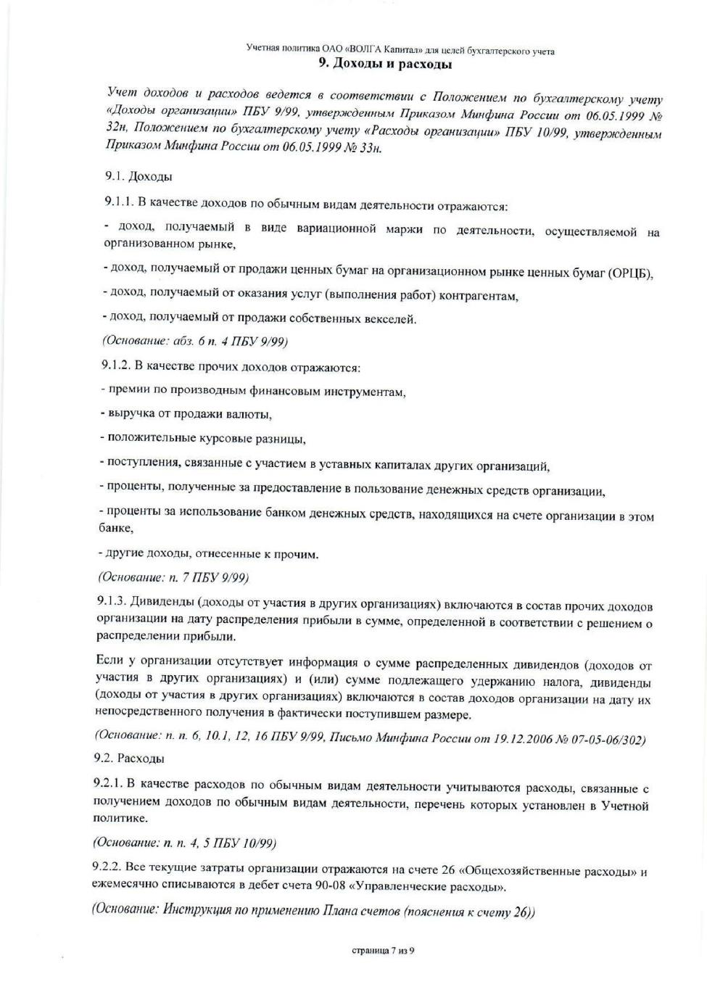 Учетная политика ОАО «ВОЛГА Капитал» для целей бухгалтерского учета
9. Доходы и расходы
Учет доходов и расходов ведется в соответствии с Положением по бухгалтерскому учету
«Доходы организации» ПБУ 9/99, утвержденным Приказом Минфина России от 06.05.1999 №
32н, Положением по бухгалтерскому учету «Расходы организации» ПБУ 10/99, утвержденным
Приказом Минфина России от 06.05.1999 № 33н.
9.1. Доходы
9.1.1. В качестве доходов по обычным видам деятельности отражаются:
- доход, получаемый в виде вариационной маржи по деятельности, осуществляемой на
организованном рынке,
- доход, получаемый от продажи ценных бумаг на организационном рынке ценных бумаг (ОРЦБ),
- доход, получаемый от оказания услуг (выполнения работ) контрагентам,
- доход, получаемый от продажи собственных векселей.
(Основание: абз. 6 п. 4 ПБУ 9/99)
9.1.2. В качестве прочих доходов отражаются:
- премии по производным финансовым инструментам,
- выручка от продажи валюты,
- положительные курсовые разницы,
- поступления, связанные с участием в уставных капиталах других организаций,
- проценты, полученные за предоставление в пользование денежных средств организации,
- проценты за использование банком денежных средств, находящихся на счете организации в этом
банке,
- другие доходы, отнесенные к прочим.
(Основание: п. 7 ПБУ 9/99)
9.1.3. Дивиденды (доходы от участия в других организациях) включаются в состав прочих доходов
организации на дату распределения прибыли в сумме, определенной в соответствии с решением о
распределении прибыли.
Если у организации отсутствует информация о сумме распределенных дивидендов (доходов от
участия в других организациях) и (или) сумме подлежащего удержанию налога, дивиденды
(доходы от участия в других организациях) включаются в состав доходов организации на дату их
непосредственного получения в фактически поступившем размере.
(Основание: п. п. 6, 10.1, 12, 16 ПБУ 9/99, Письмо Минфина России от 19.12.2006 № 07-05-06/302)
9.2. Расходы
9.2.1. В качестве расходов по обычным видам деятельности учитываются расходы, связанные с
получением доходов по обычным видам деятельности, перечень которых установлен в Учетной
политике.
(Основание: п. п. 4, 5 ПБУ 10/99)
9.2.2. Все текущие затраты организации отражаются на счете 26 «Общехозяйственные расходы» и
ежемесячно списываются в дебет счета 90-08 «Управленческие расходы».
(Основание: Инструкция по применению Плана счетов (пояснения к счету 26))
страница 7 из 9